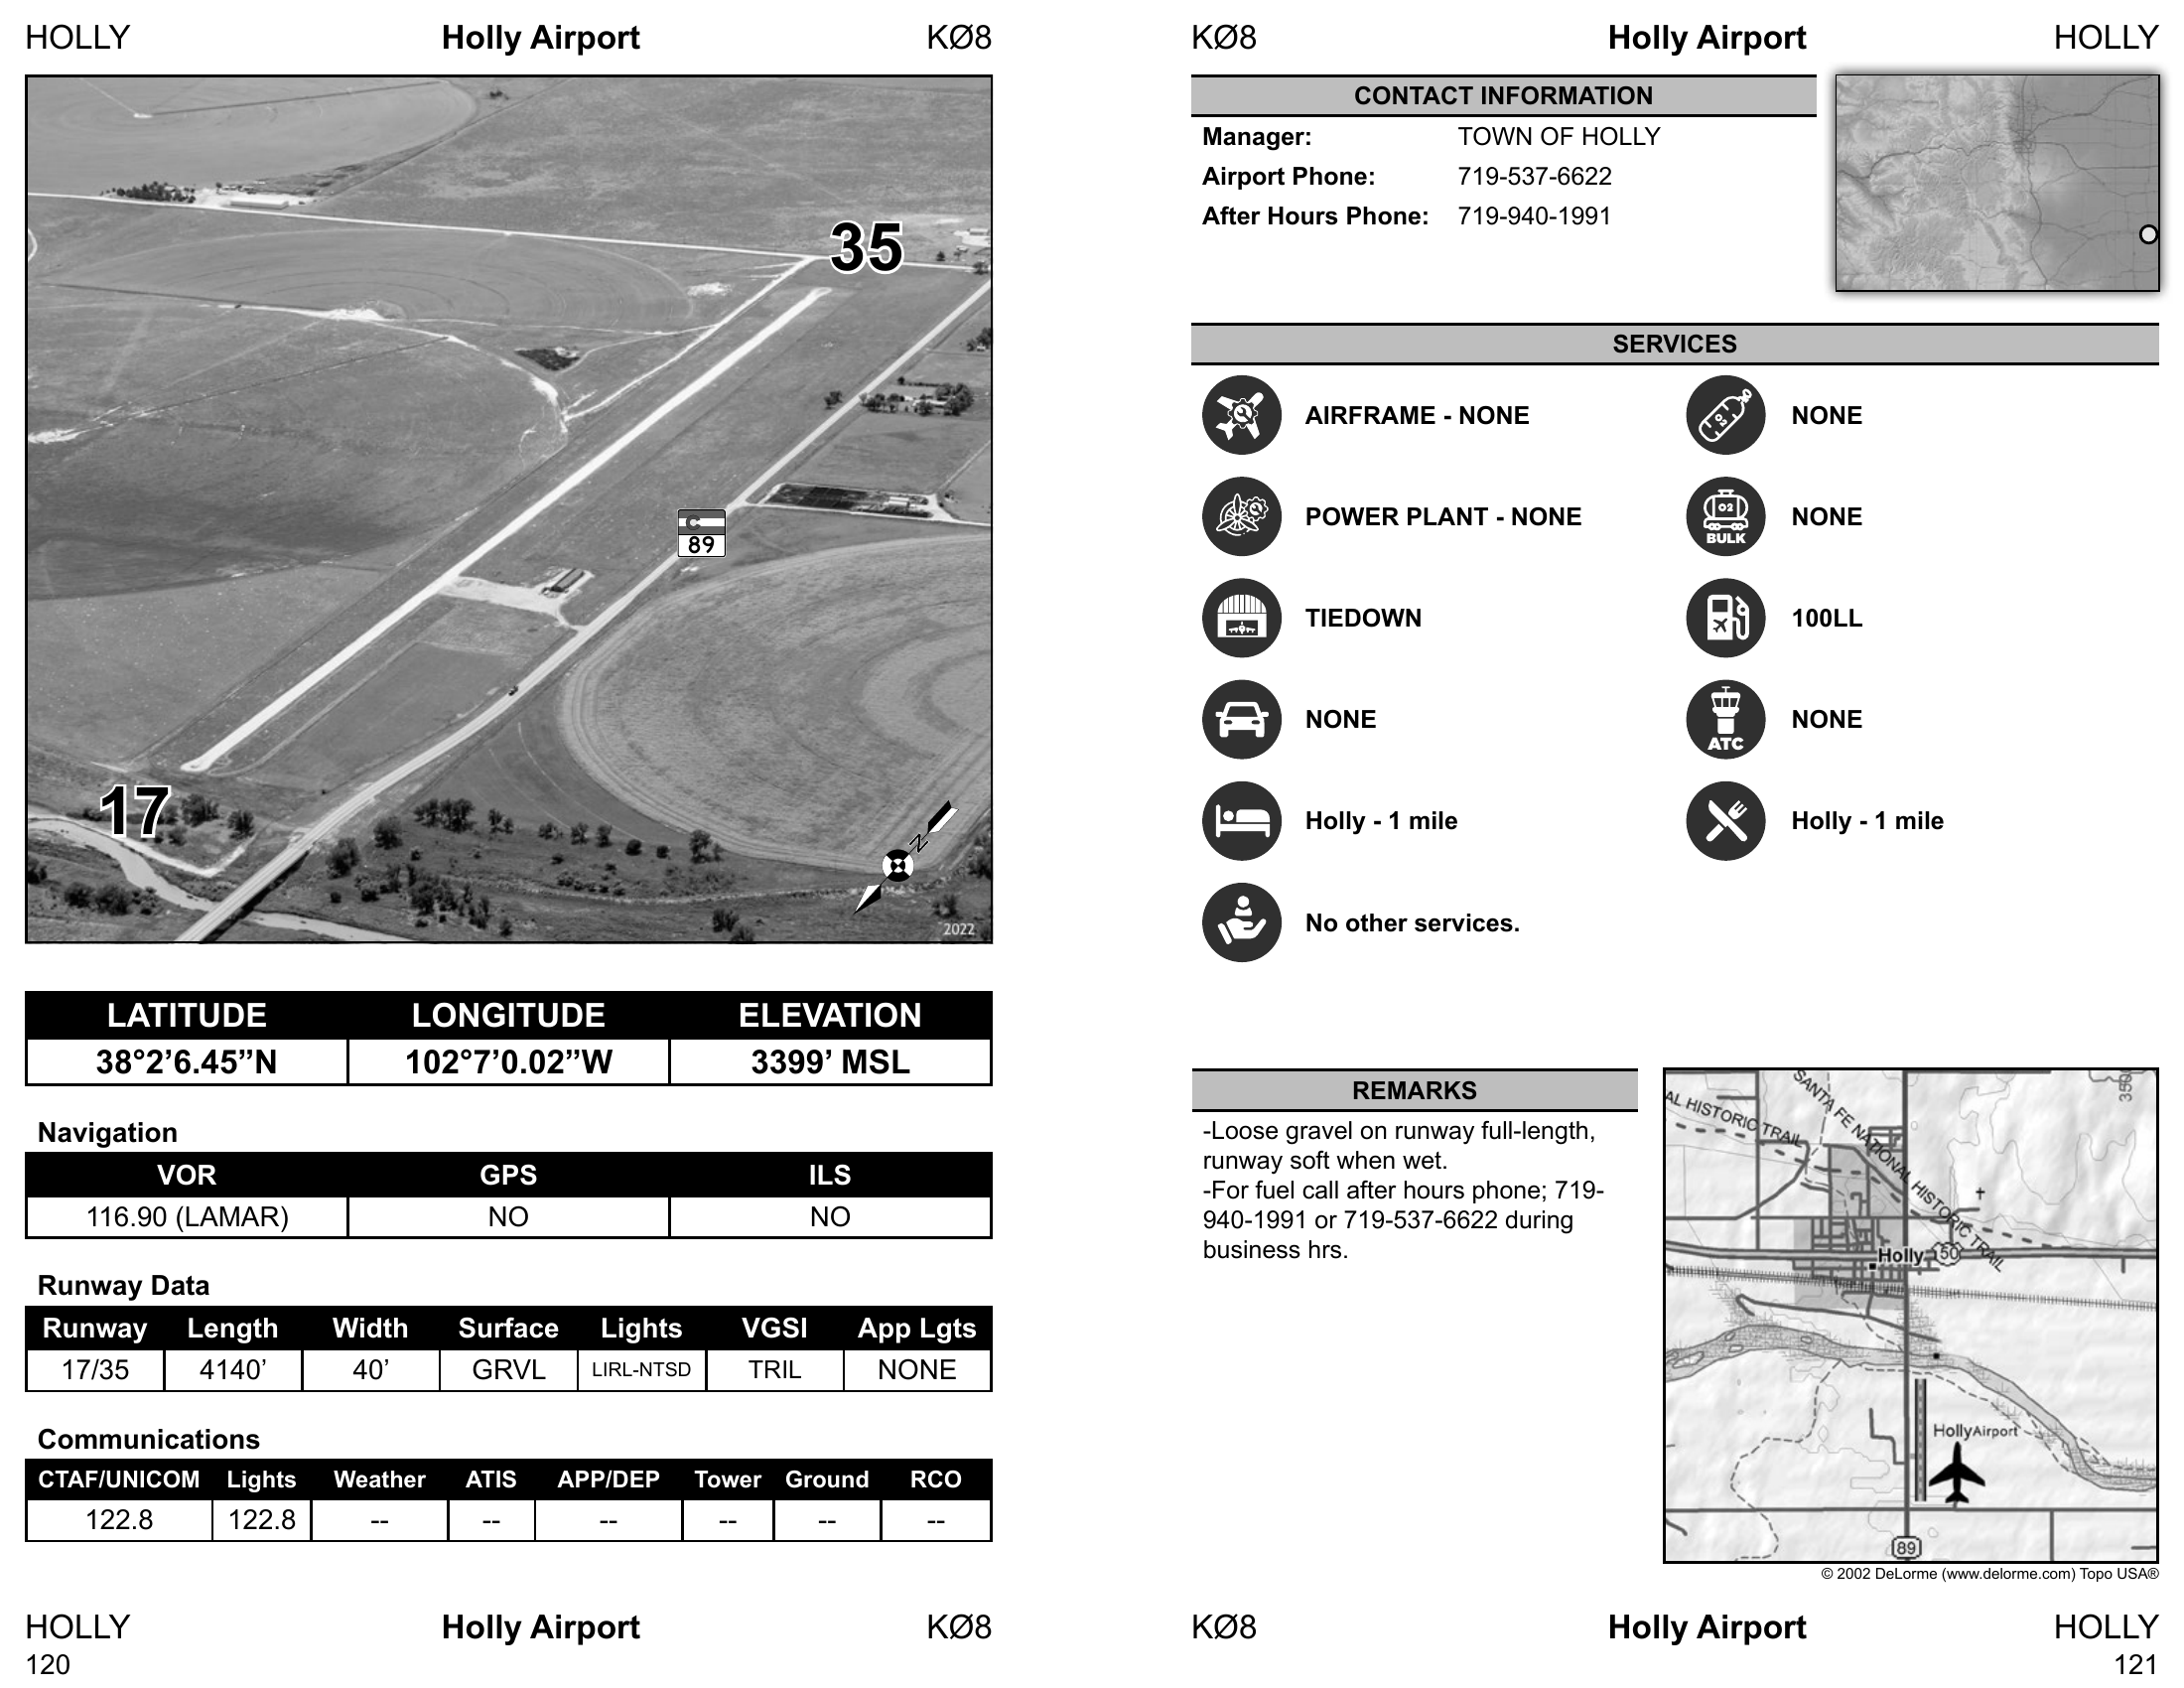 HOLLY Holly Airport KØ8
35
C
89
17
N
2022
LATITUDE LONGITUDE ELEVATION
38°2’6.45”N 102°7’0.02”W 3399’ MSL
Navigation
VOR GPS ILS
116.90 (LAMAR) NO NO
Runway Data
Runway Length Width Surface Lights VGSI App Lgts
17/35 4140’ 40’ GRVL LIRL-NTSD TRIL NONE
Communications
CTAF/UNICOM Lights Weather ATIS APP/DEP Tower Ground RCO
122.8 122.8 -- -- -- -- -- --
HOLLY Holly Airport KØ8
120
KØ8 Holly Airport HOLLY
CONTACT INFORMATION
Manager: TOWN OF HOLLY
Airport Phone: 719-537-6622
After Hours Phone: 719-940-1991
SERVICES
AIRFRAME - NONE O2 NONE
POWER PLANT - NONE O2 BULK NONE
TIEDOWN 100LL
NONE ATC NONE
Holly - 1 mile Holly - 1 mile
No other services.
REMARKS
-Loose gravel on runway full-length,
runway soft when wet.
-For fuel call after hours phone; 719-
940-1991 or 719-537-6622 during
business hrs.
AL HISTORIC TRAIL
SANTA FE NATIONAL HISTORIC TRAIL
3500
Holly
50
HollyAirport
89
© 2002 DeLorme (www.delorme.com) Topo USA®
KØ8 Holly Airport HOLLY
121